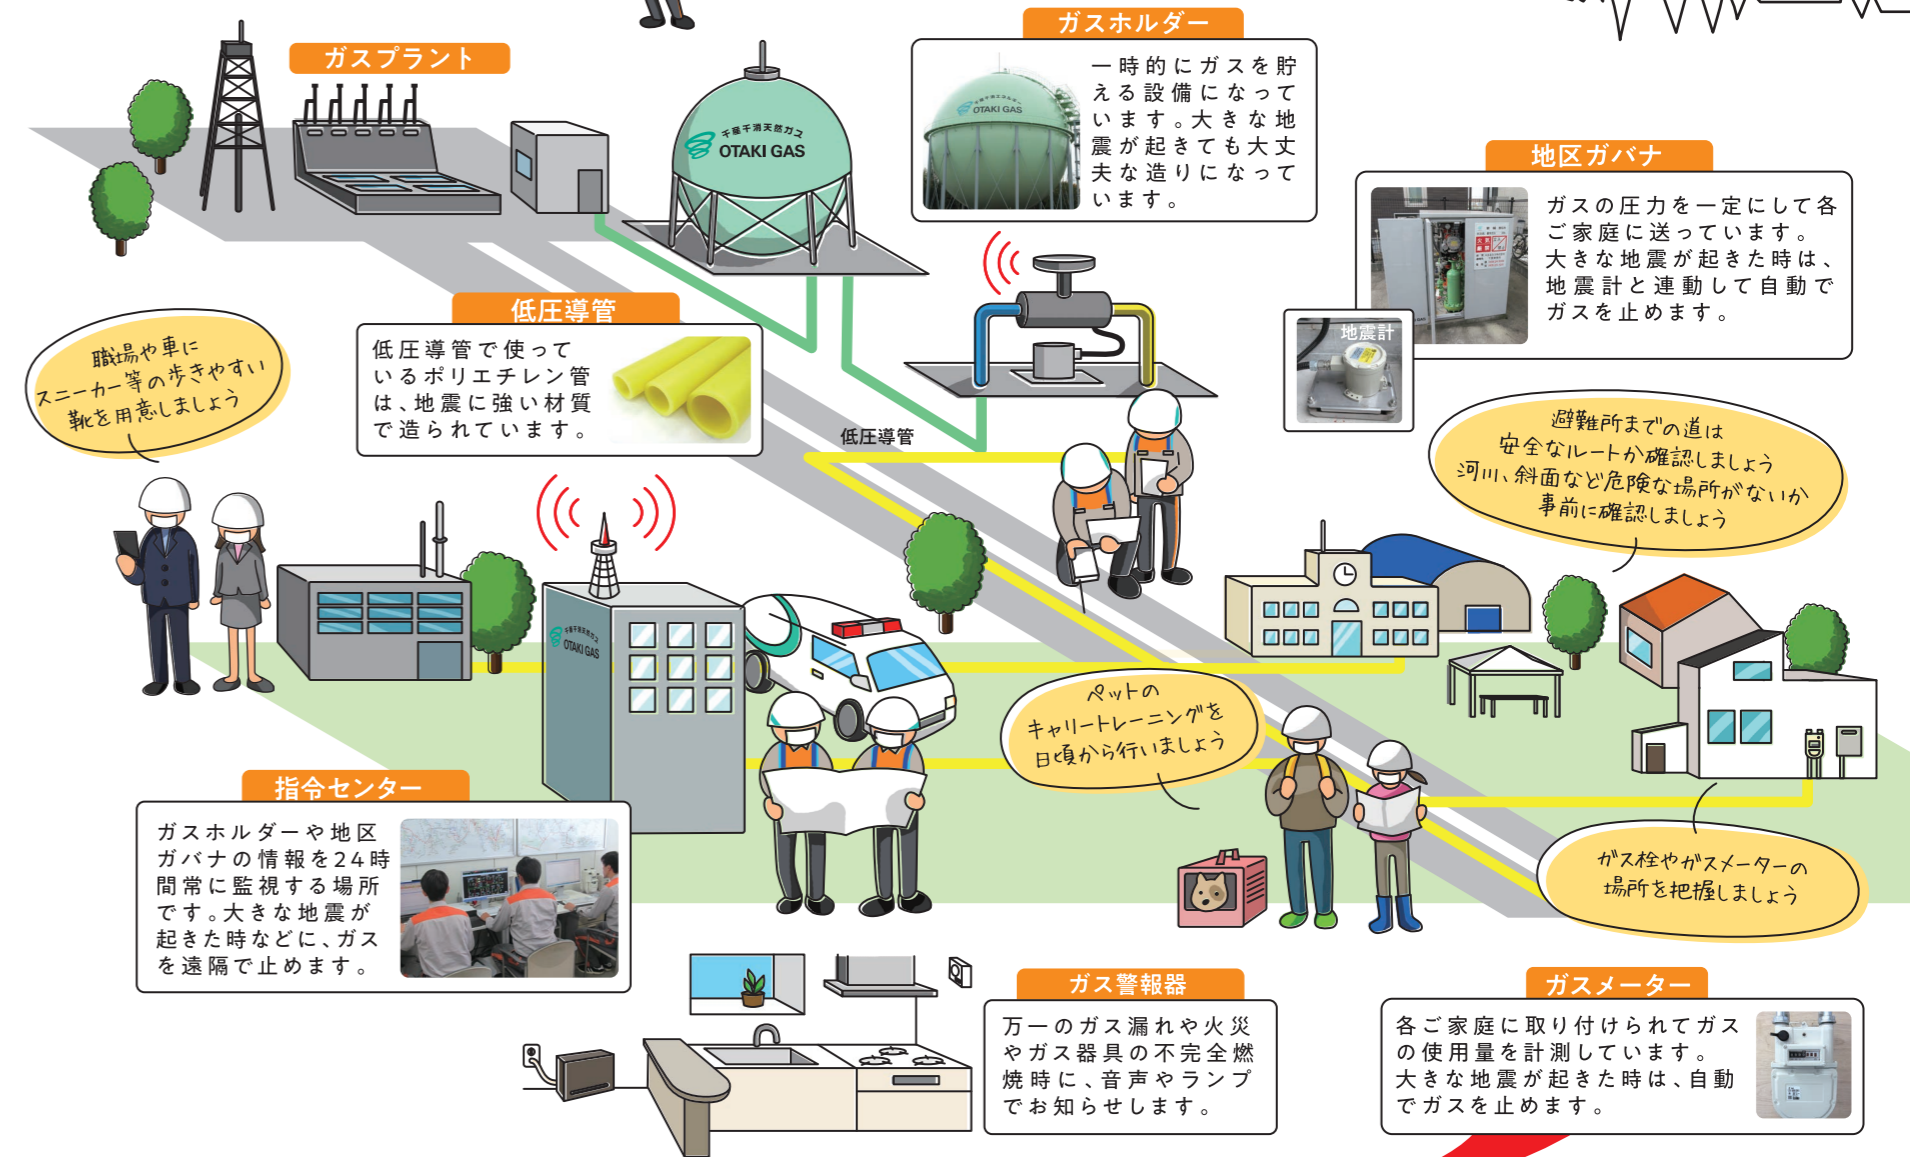 ガスプラント
千産千消天然ガス
OTAKI GAS
ガスホルダー
OTAKI GAS
一時的にガスを貯
える設備になって
います。大きな地
震が起きても大丈
夫な造りになって
います。
地区ガバナ
ガスの圧力を一定にして各
ご家庭に送っています。
大きな地震が起きた時は、
地震計と連動して自動で
ガスを止めます。
地震計
低圧導管
低圧導管で使って
いるポリエチレン管
は、地震に強い材質
で造られています。
職場や車に
スニーカー等の歩きやすい
靴を用意しましょう
低圧導管
避難所までの道は
安全なルートか確認しましょう
河川、斜面など危険な場所がないか
事前に確認しましょう
千産千消天然ガス
OTAKI GAS
ペットの
キャリートレーニングを
日頃から行いましょう
指令センター
ガスホルダーや地区
ガバナの情報を24時
間常に監視する場所
です。大きな地震が
起きた時などに、ガス
を遠隔で止めます。
ガス栓やガスメーターの
場所を把握しましょう
ガス警報器
万一のガス漏れや火災
やガス器具の不完全燃
焼時に、音声やランプ
でお知らせします。
ガスメーター
各ご家庭に取り付けられてガス
の使用量を計測しています。
大きな地震が起きた時は、自動
でガスを止めます。